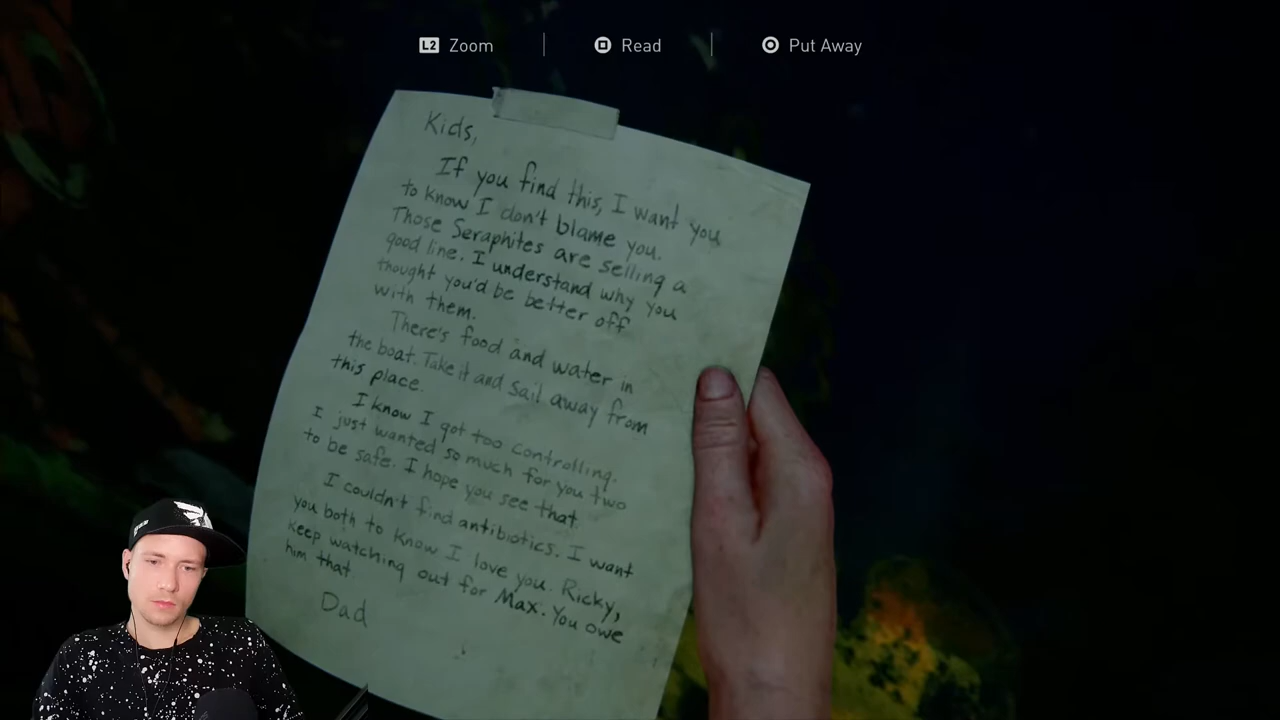 L2 Zoom | Read | Put Away
Kids,
If you find this, I want you
to know I don't blame you.
Those Seraphites are selling a
good line. I understand why you
thought you'd be better off
with them.
There's food and water in
the boat. Take it and sail away from
this place.
I know I got too controlling.
I just wanted so much for you two
to be safe. I hope you see that.
I couldn't find antibiotics. I want
you both to know I love you. Ricky,
keep watching out for Max. You owe
him that.
Dad